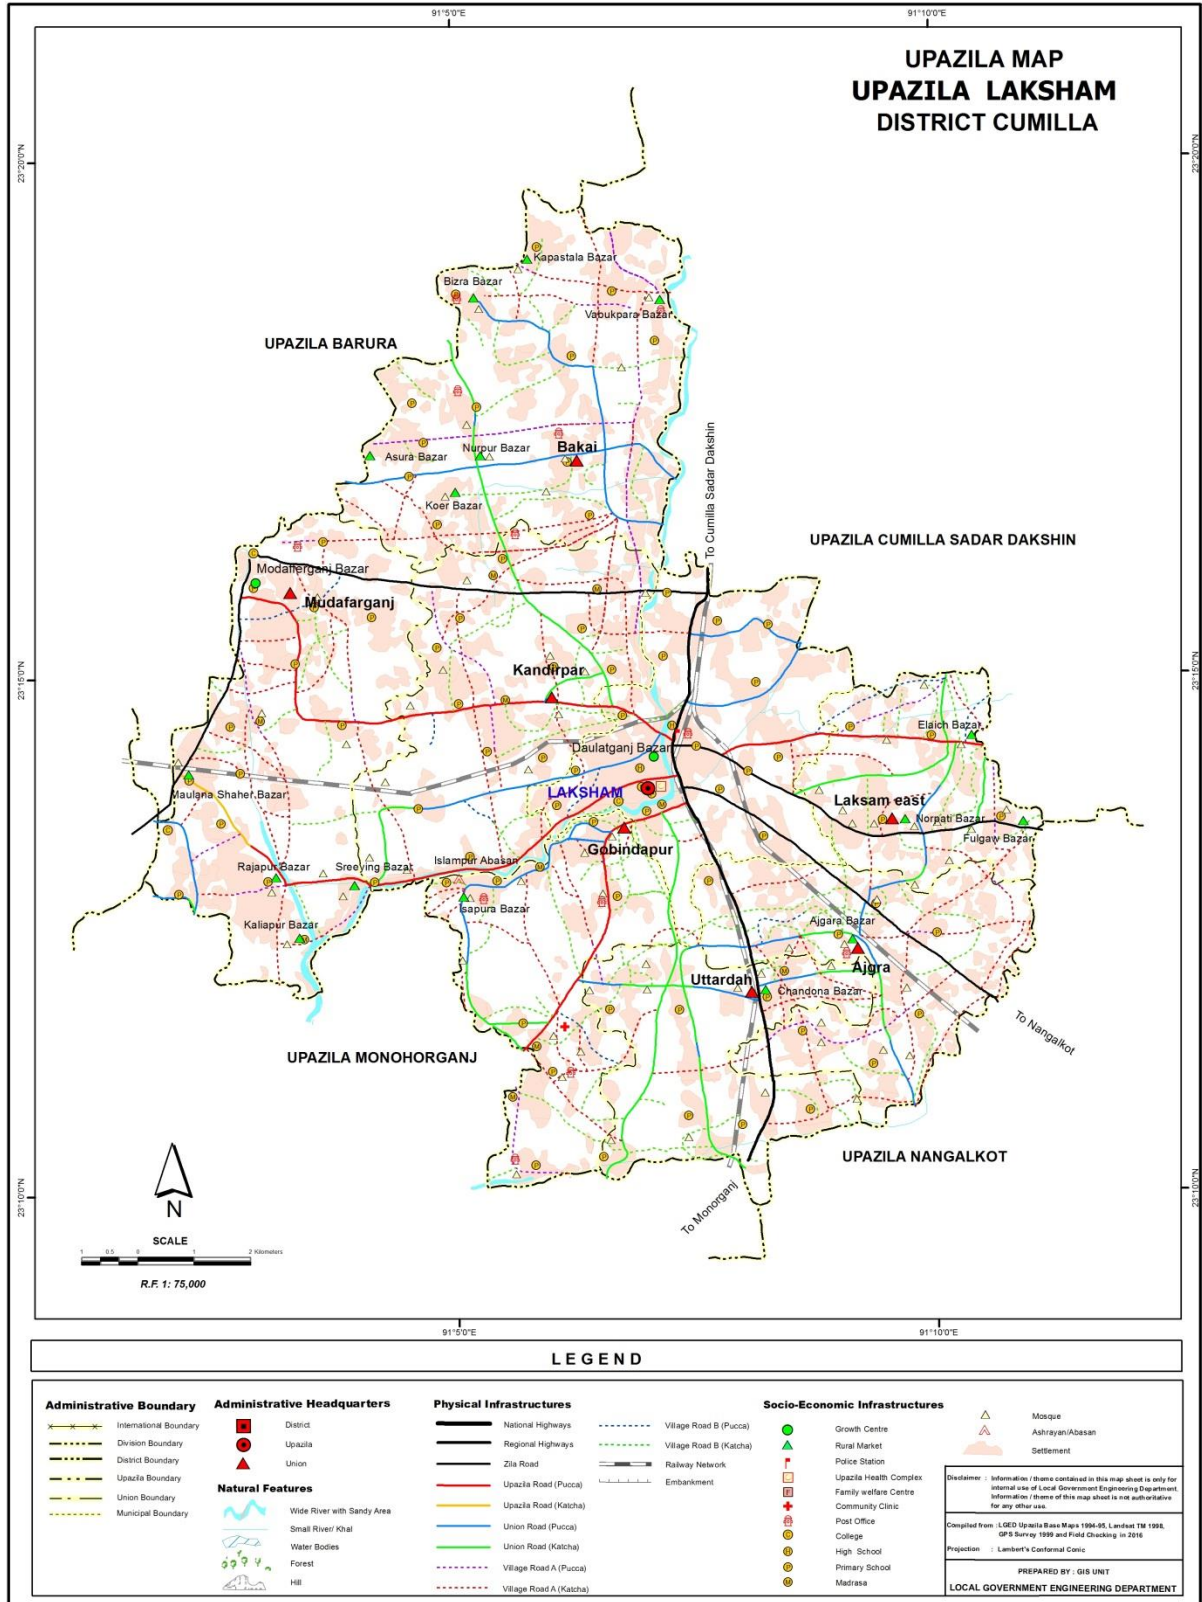 91°5'0"E
91°10'0"E
UPAZILA MAP
UPAZILA LAKSHAM
DISTRICT CUMILLA
23°20'0"N
23°20'0"N
Kapastala Bazar
Bizra Bazar
Vabukpara Bazar
UPAZILA BARURA
To Cumilla Sadar Dakshin
Nurpur Bazar
Bakai
Asura Bazar
Koer Bazar
UPAZILA CUMILLA SADAR DAKSHIN
Modafferganj Bazar
Mudafarganj
23°15'0"N
23°15'0"N
Kandirpar
Elaich Bazar
Daulatganj Bazar
Maulana Shaher Bazar
LAKSHAM
Laksam east
Norpati Bazar
Fulgaw Bazar
Gobindapur
Rajapur Bazar
Sreeying Bazar
Islampur Abasan
Isapura Bazar
Kaliapur Bazar
Ajgara Bazar
Ajgra
Uttardah
Chandona Bazar
To Nangalkot
UPAZILA MONOHORGANJ
UPAZILA NANGALKOT
To Monorganj
23°10'0"N
23°10'0"N
N
SCALE
1 0.5 0 1 2 Kilometers
R.F. 1: 75,000
91°5'0"E
91°10'0"E
LEGEND
Administrative Boundary
International Boundary
Division Boundary
District Boundary
Upazila Boundary
Union Boundary
Municipal Boundary
Administrative Headquarters
District
Upazila
Union
Natural Features
Wide River with Sandy Area
Small River/ Khal
Water Bodies
Forest
Hill
Physical Infrastructures
National Highways
Regional Highways
Zila Road
Upazila Road (Pucca)
Upazila Road (Katcha)
Union Road (Pucca)
Union Road (Katcha)
Village Road A (Pucca)
Village Road A (Katcha)
Village Road B (Pucca)
Village Road B (Katcha)
Railway Network
Embankment
Socio-Economic Infrastructures
Growth Centre
Rural Market
Police Station
Upazila Health Complex
Family welfare Centre
Community Clinic
Post Office
College
High School
Primary School
Madrasa
Mosque
Ashrayan/Abasan
Settlement
Disclaimer : Information / theme contained in this map sheet is only for
internal use of Local Government Engineering Department.
Information / theme of this map sheet is not authoritative
for any other use.
Compiled from : LGED Upazila Base Maps 1994-95, Landsat TM 1998,
GPS Survey 1999 and Field Checking in 2016
Projection : Lambert's Conformal Conic
PREPARED BY : GIS UNIT
LOCAL GOVERNMENT ENGINEERING DEPARTMENT